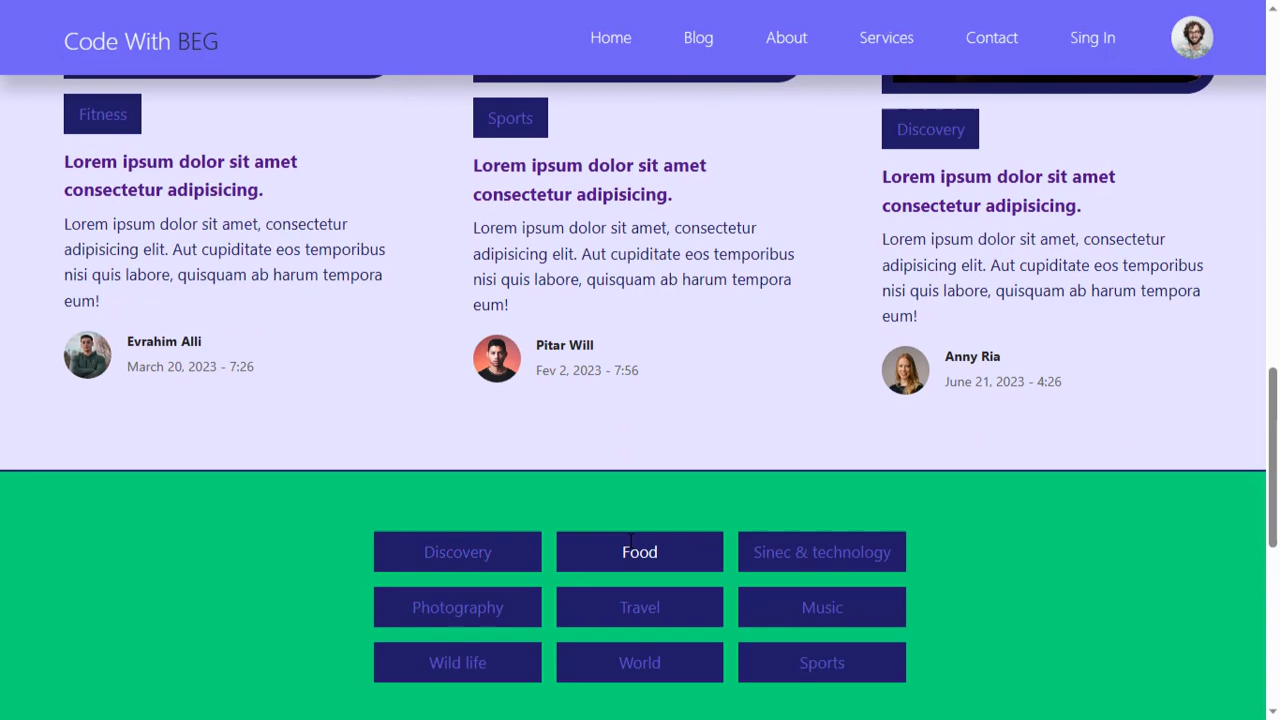 Code With BEG
Home
Blog
About
Services
Contact
Sing In
Fitness
Lorem ipsum dolor sit amet
consectetur adipisicing.
Lorem ipsum dolor sit amet, consectetur
adipisicing elit. Aut cupiditate eos temporibus
nisi quis labore, quisquam ab harum tempora
eum!
Evrahim Alli
March 20, 2023 - 7:26
Sports
Lorem ipsum dolor sit amet
consectetur adipisicing.
Lorem ipsum dolor sit amet, consectetur
adipisicing elit. Aut cupiditate eos temporibus
nisi quis labore, quisquam ab harum tempora
eum!
Pitar Will
Fev 2, 2023 - 7:56
Discovery
Lorem ipsum dolor sit amet
consectetur adipisicing.
Lorem ipsum dolor sit amet, consectetur
adipisicing elit. Aut cupiditate eos temporibus
nisi quis labore, quisquam ab harum tempora
eum!
Anny Ria
June 21, 2023 - 4:26
Discovery
Food
Sinec & technology
Photography
Travel
Music
Wild life
World
Sports